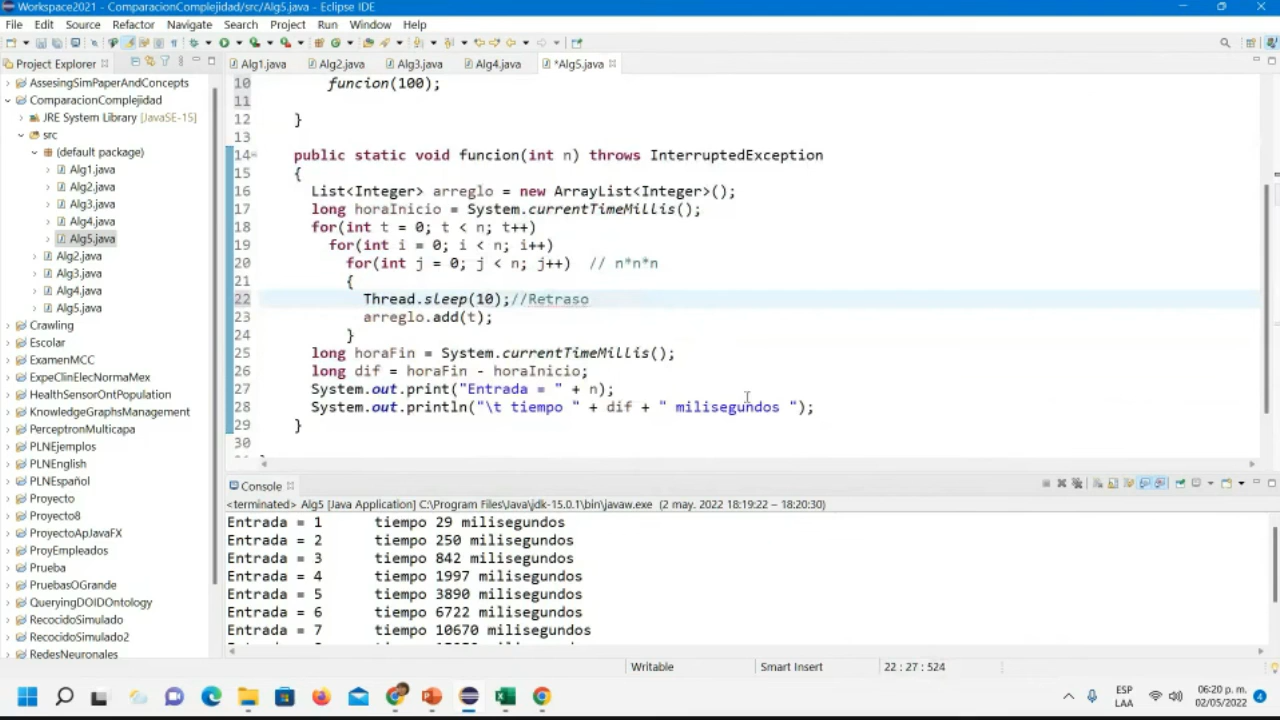 Workspace2021 - ComparacionComplejidad/src/Alg5.java - Eclipse IDE
File Edit Source Refactor Navigate Search Project Run Window Help
Project Explorer
Alg1.java Alg2.java Alg3.java Alg4.java *Alg5.java
AssesingSimPaperAndConcepts
ComparacionComplejidad
JRE System Library [JavaSE-15]
src
(default package)
Alg1.java
Alg2.java
Alg3.java
Alg4.java
Alg5.java
Alg2.java
Alg3.java
Alg4.java
Alg5.java
Crawling
Escolar
ExamenMCC
ExpeClinElecNormaMex
HealthSensorOntPopulation
KnowledgeGraphsManagement
PerceptronMulticapa
PLNEjemplos
PLNEnglish
PLNEspañol
Proyecto
Proyecto8
ProyectoApJavaFX
ProyEmpleados
Prueba
PruebasOGrande
QueryingDOIDOntology
RecocidoSimulado
RecocidoSimulado2
RedesNeuronales
10 funcion(100);
11
12 }
13
14 public static void funcion(int n) throws InterruptedException
15 {
16 List<Integer> arreglo = new ArrayList<Integer>();
17 long horaInicio = System.currentTimeMillis();
18 for(int t = 0; t < n; t++)
19 for(int i = 0; i < n; i++)
20 for(int j = 0; j < n; j++) // n*n*n
21 {
22 Thread.sleep(10);//Retraso
23 arreglo.add(t);
24 }
25 long horaFin = System.currentTimeMillis();
26 long dif = horaFin - horaInicio;
27 System.out.print("Entrada = " + n);
28 System.out.println("\t tiempo " + dif + " milisegundos ");
29 }
30
Console
<terminated> Alg5 [Java Application] C:\Program Files\Java\jdk-15.0.1\bin\javaw.exe (2 may. 2022 18:19:22 – 18:20:30)
Entrada = 1 tiempo 29 milisegundos
Entrada = 2 tiempo 250 milisegundos
Entrada = 3 tiempo 842 milisegundos
Entrada = 4 tiempo 1997 milisegundos
Entrada = 5 tiempo 3890 milisegundos
Entrada = 6 tiempo 6722 milisegundos
Entrada = 7 tiempo 10670 milisegundos
Writable Smart Insert 22 : 27 : 524
ESP
LAA
06:20 p. m.
02/05/2022
4